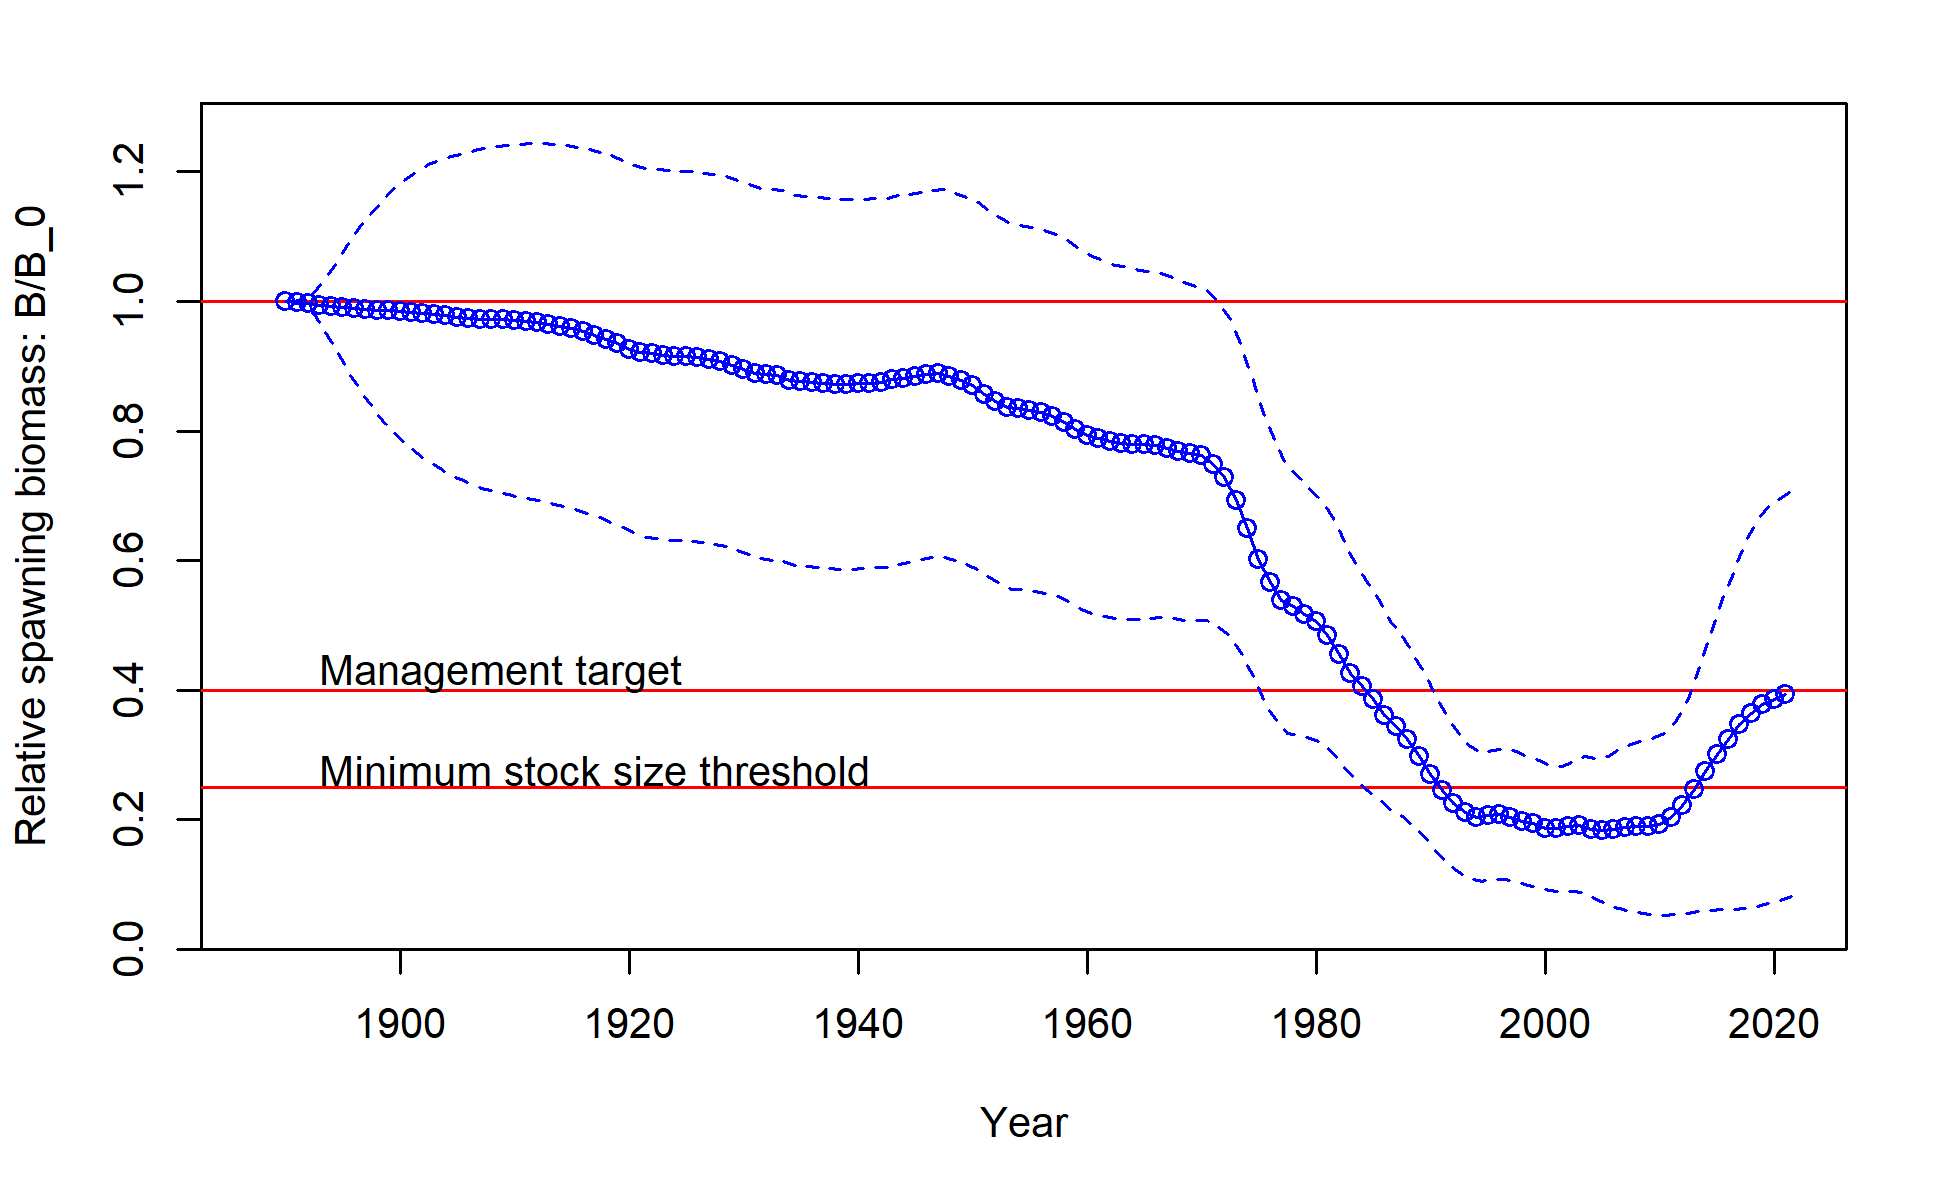 Relative spawning biomass: B/B_0
1.2
1.0
0.8
0.6
0.4
0.2
0.0
Management target
Minimum stock size threshold
1900 1920 1940 1960 1980 2000 2020
Year